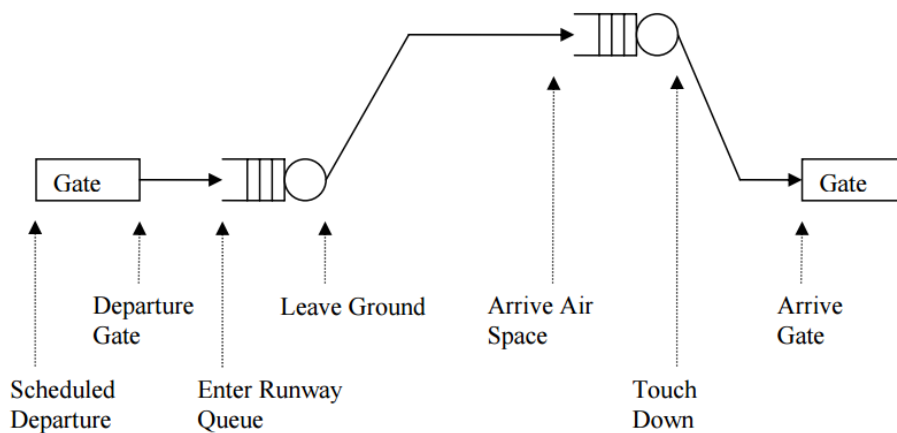 Gate
Gate
Departure
Gate
Leave Ground
Arrive Air
Space
Arrive
Gate
Scheduled
Departure
Enter Runway
Queue
Touch
Down